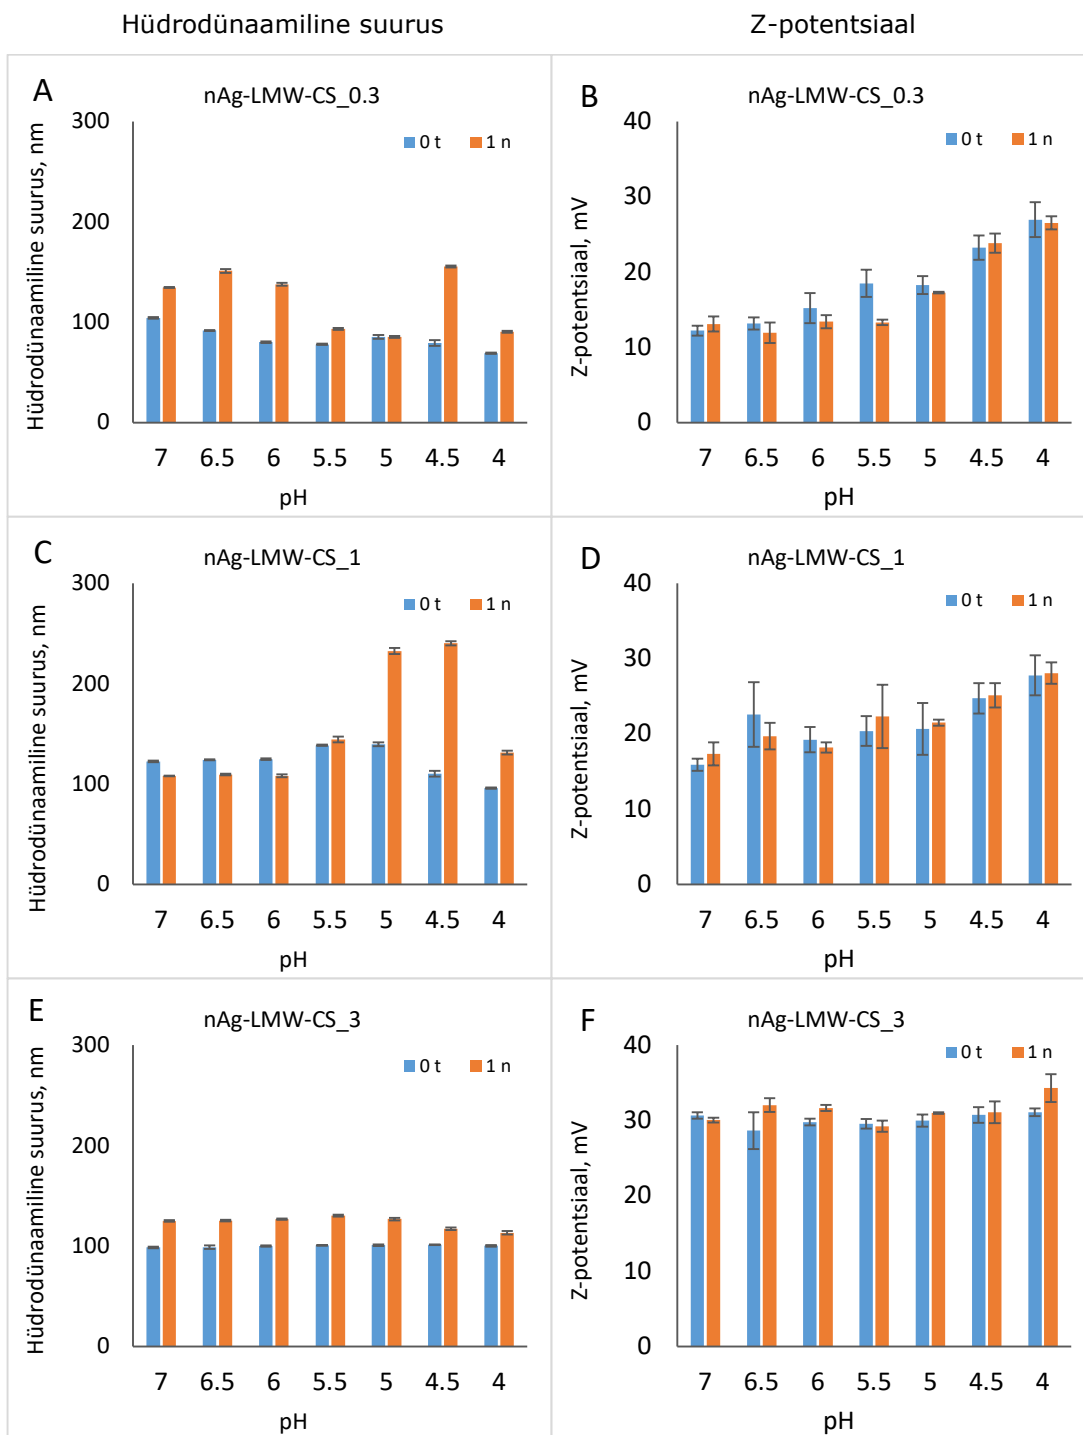 Hüdrodünaamiline suurus
Z-potentsiaal
A
nAg-LMW-CS_0.3
0 t 1 n
Hüdrodünaamiline suurus, nm
300
200
100
0
7 6.5 6 5.5 5 4.5 4
pH
B
nAg-LMW-CS_0.3
0 t 1 n
Z-potentsiaal, mV
40
30
20
10
0
7 6.5 6 5.5 5 4.5 4
pH
C
nAg-LMW-CS_1
0 t 1 n
Hüdrodünaamiline suurus, nm
300
200
100
0
7 6.5 6 5.5 5 4.5 4
pH
D
nAg-LMW-CS_1
0 t 1 n
Z-potentsiaal, mV
40
30
20
10
0
7 6.5 6 5.5 5 4.5 4
pH
E
nAg-LMW-CS_3
0 t 1 n
Hüdrodünaamiline suurus, nm
300
200
100
0
7 6.5 6 5.5 5 4.5 4
pH
F
nAg-LMW-CS_3
0 t 1 n
Z-potentsiaal, mV
40
30
20
10
0
7 6.5 6 5.5 5 4.5 4
pH